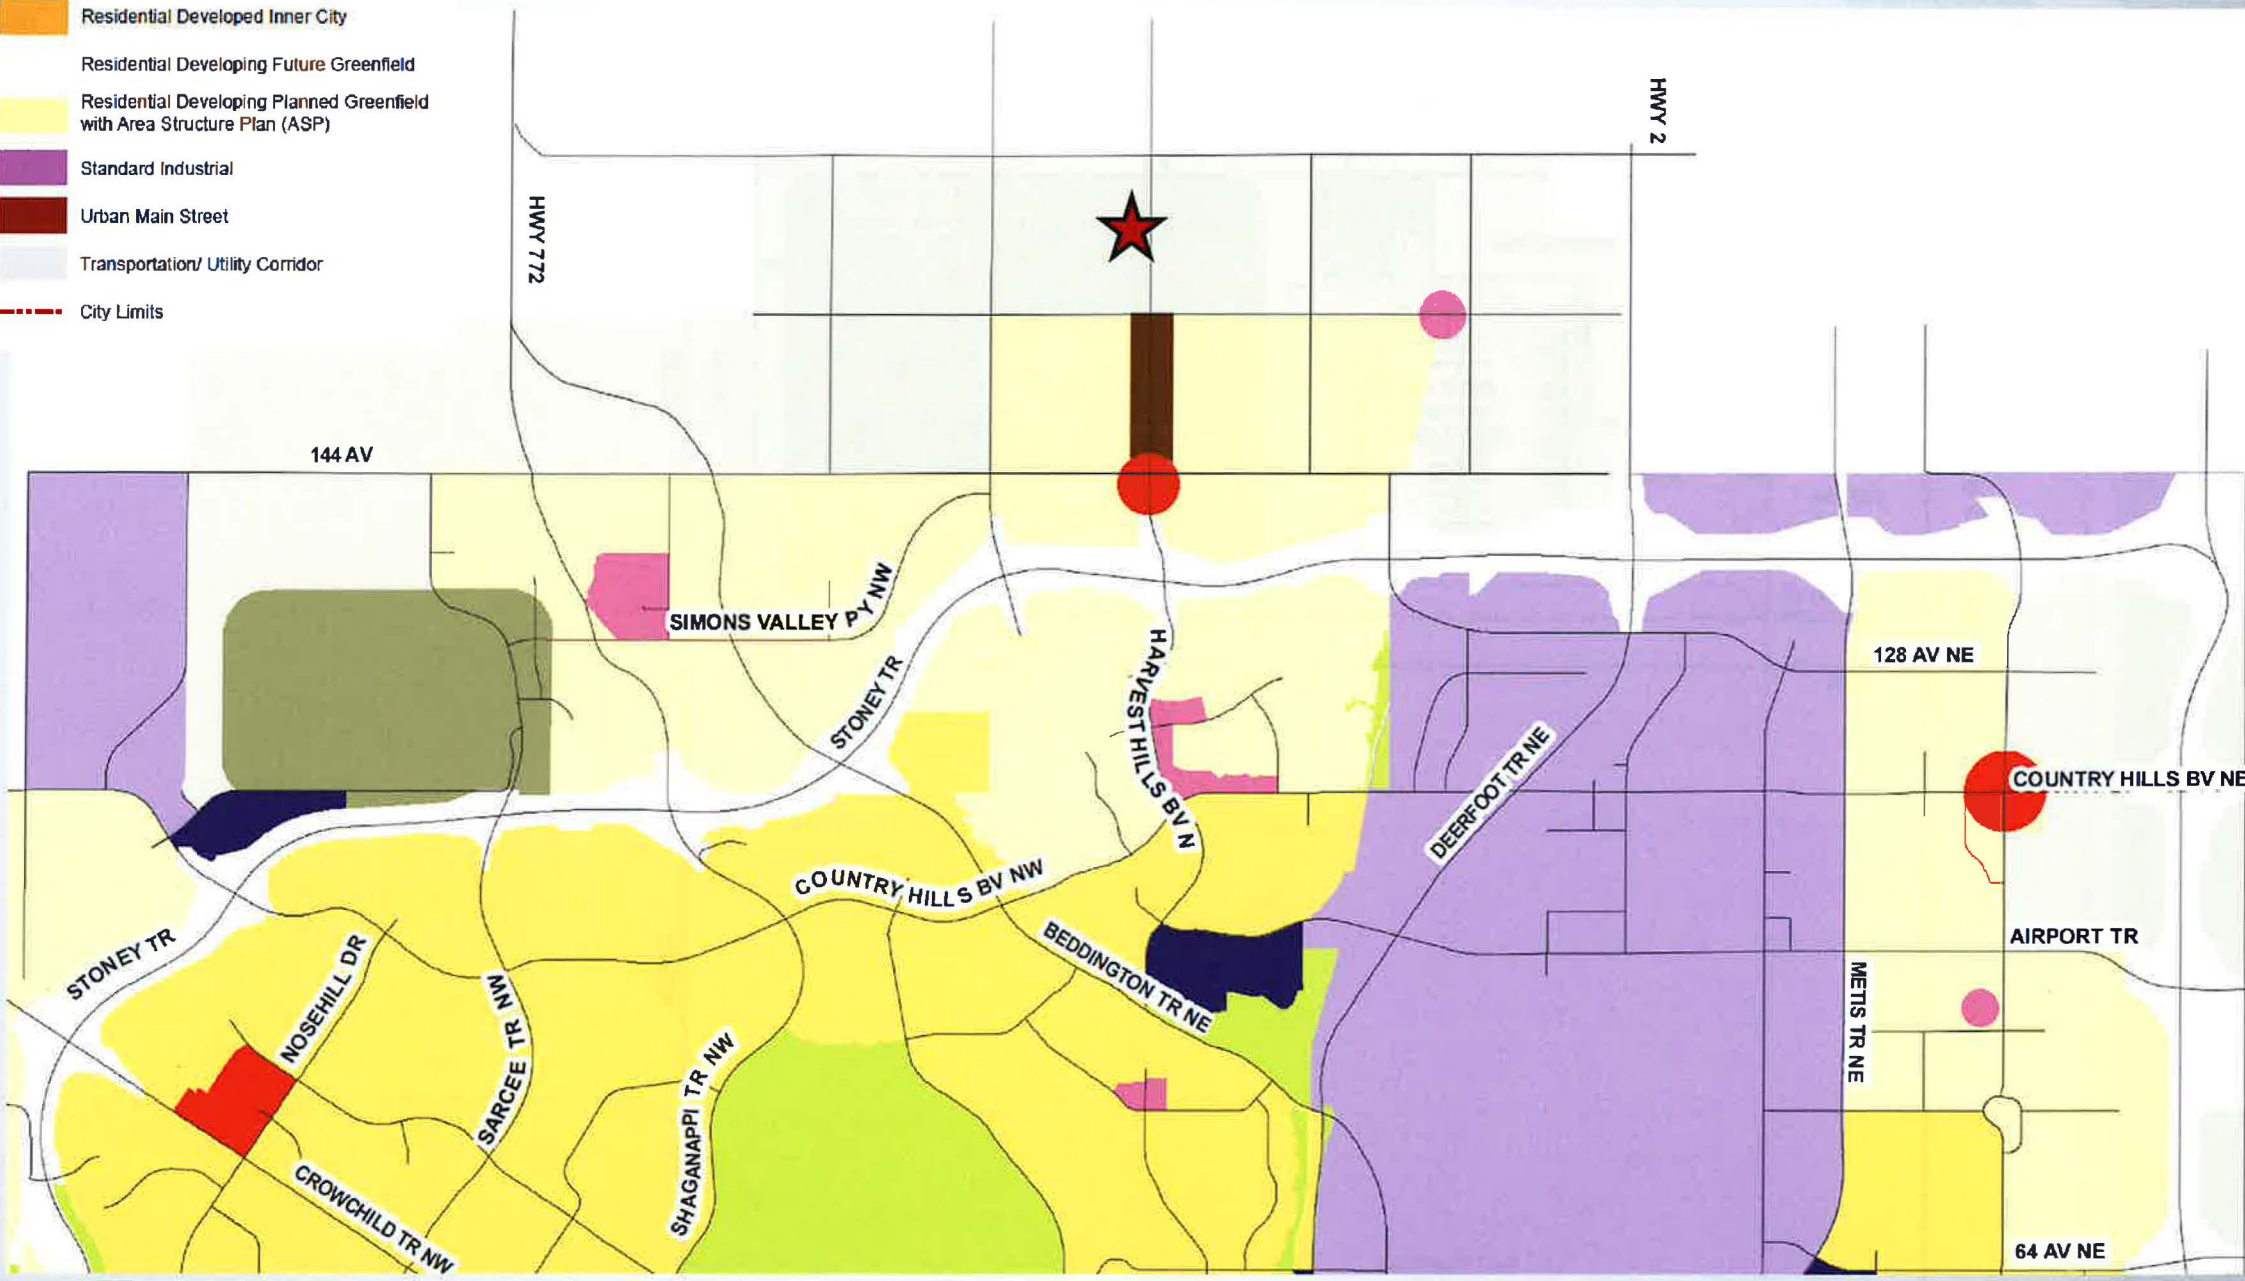 Residential Developed Inner City
Residential Developing Future Greenfield
Residential Developing Planned Greenfield
with Area Structure Plan (ASP)
Standard Industrial
Urban Main Street
Transportation/ Utility Corridor
City Limits
HWY 2
HWY 772
144 AV
SIMONS VALLEY PY NW
STONEY TR
HARVEST HILLS BV N
128 AV NE
DEERFOOT TR NE
COUNTRY HILLS BV NE
COUNTRY HILLS BV NW
STONEY TR
NOSEHILL DR
SARCEE TR NW
BEDDINGTON TR NE
AIRPORT TR
METIS TR NE
SHAGANAPPI TR NW
CROWCHILD TR NW
64 AV NE